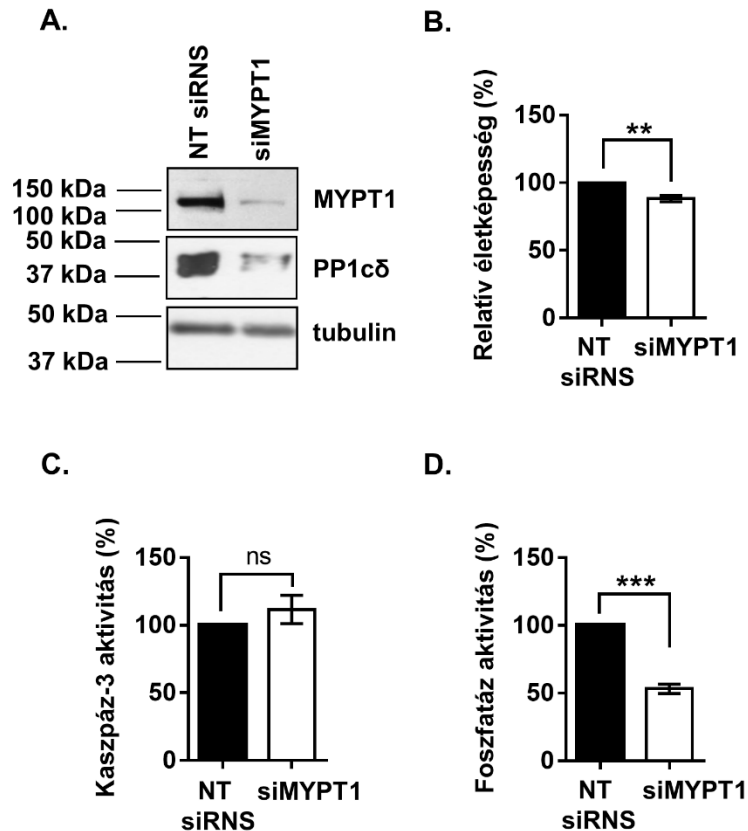 A.
NT siRNS
siMYPT1
150 kDa
100 kDa
50 kDa
37 kDa
50 kDa
37 kDa
MYPT1
PP1cδ
tubulin
B.
Relatív életképesség (%)
150
100
50
0
**
NT
siRNS
siMYPT1
C.
Kaszpáz-3 aktivitás (%)
150
100
50
0
ns
NT
siRNS
siMYPT1
D.
Foszfatáz aktivitás (%)
150
100
50
0
***
NT
siRNS
siMYPT1